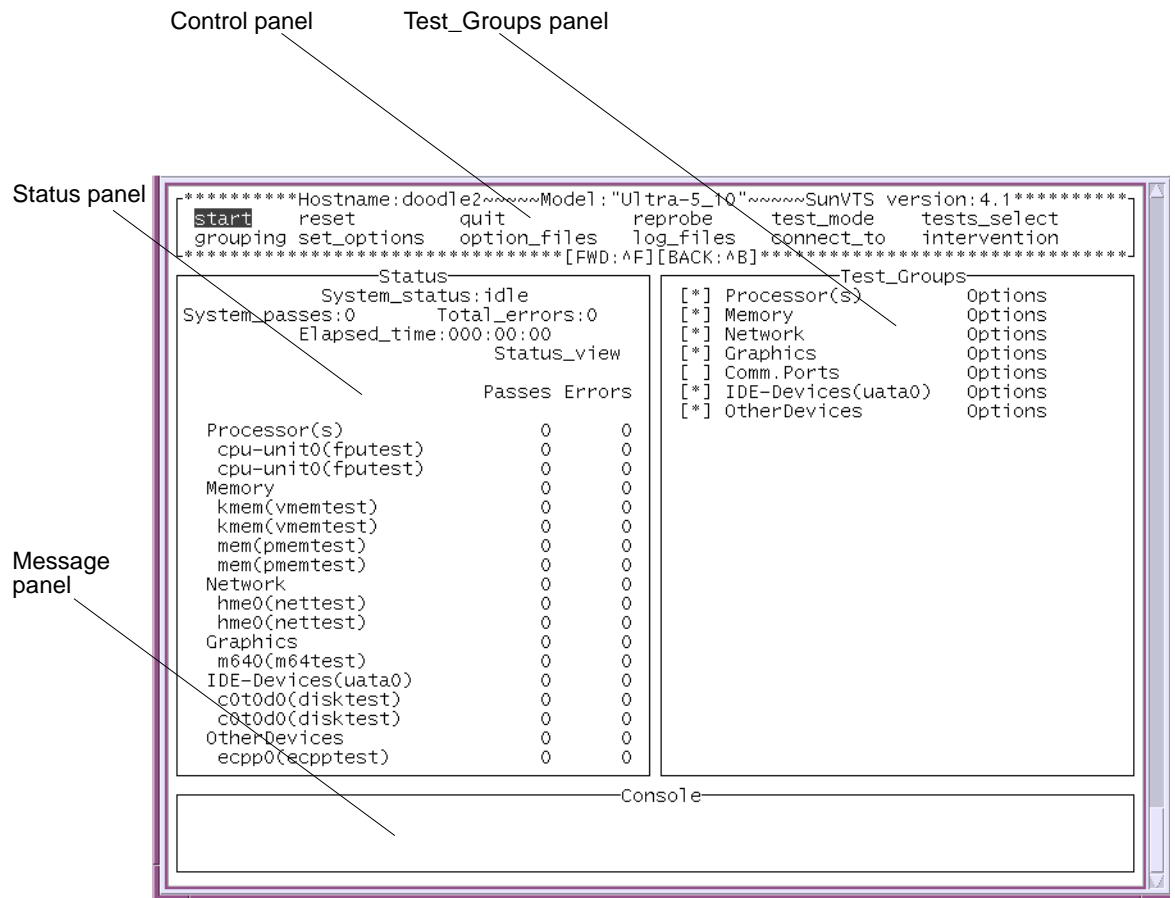 Control panel Test_Groups panel
Status panel
**********Hostname:doodle2~~~~~Model:"Ultra-5_10"~~~~~SunVTS version:4.1**********
start reset quit reprobe test_mode tests_select
grouping set_options option_files log_files connect_to intervention
*********************************[FWD:^F][BACK:^B]*********************************
Status
System_status:idle
System_passes:0 Total_errors:0
Elapsed_time:000:00:00
Status_view
Passes Errors
Processor(s) 0 0
cpu-unit0(fputest) 0 0
cpu-unit0(fputest) 0 0
Memory 0 0
kmem(vmemtest) 0 0
kmem(vmemtest) 0 0
mem(pmemtest) 0 0
mem(pmemtest) 0 0
Network 0 0
hme0(nettest) 0 0
hme0(nettest) 0 0
Graphics 0 0
m640(m64test) 0 0
IDE-Devices(uata0) 0 0
c0t0d0(disktest) 0 0
c0t0d0(disktest) 0 0
OtherDevices 0 0
ecpp0(ecpptest) 0 0
Test_Groups
[*] Processor(s) Options
[*] Memory Options
[*] Network Options
[*] Graphics Options
[ ] Comm.Ports Options
[*] IDE-Devices(uata0) Options
[*] OtherDevices Options
Message
panel
Console